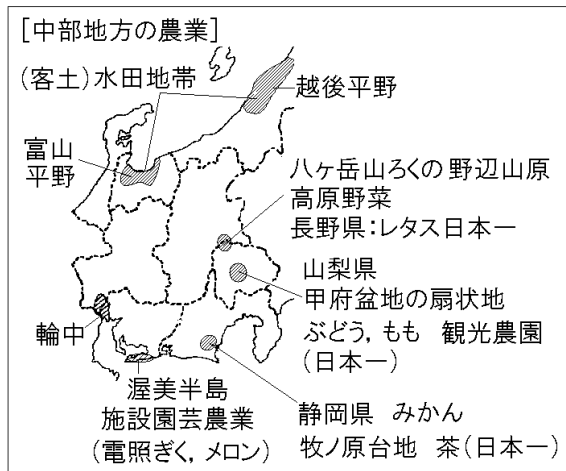 [中部地方の農業]
(客土)水田地帯
越後平野
富山
平野
八ヶ岳山ろくの野辺山原
高原野菜
長野県:レタス日本一
山梨県
甲府盆地の扇状地
ぶどう,もも 観光農園
(日本一)
輪中
渥美半島
施設園芸農業
(電照ぎく,メロン)
静岡県 みかん
牧ノ原台地 茶(日本一)